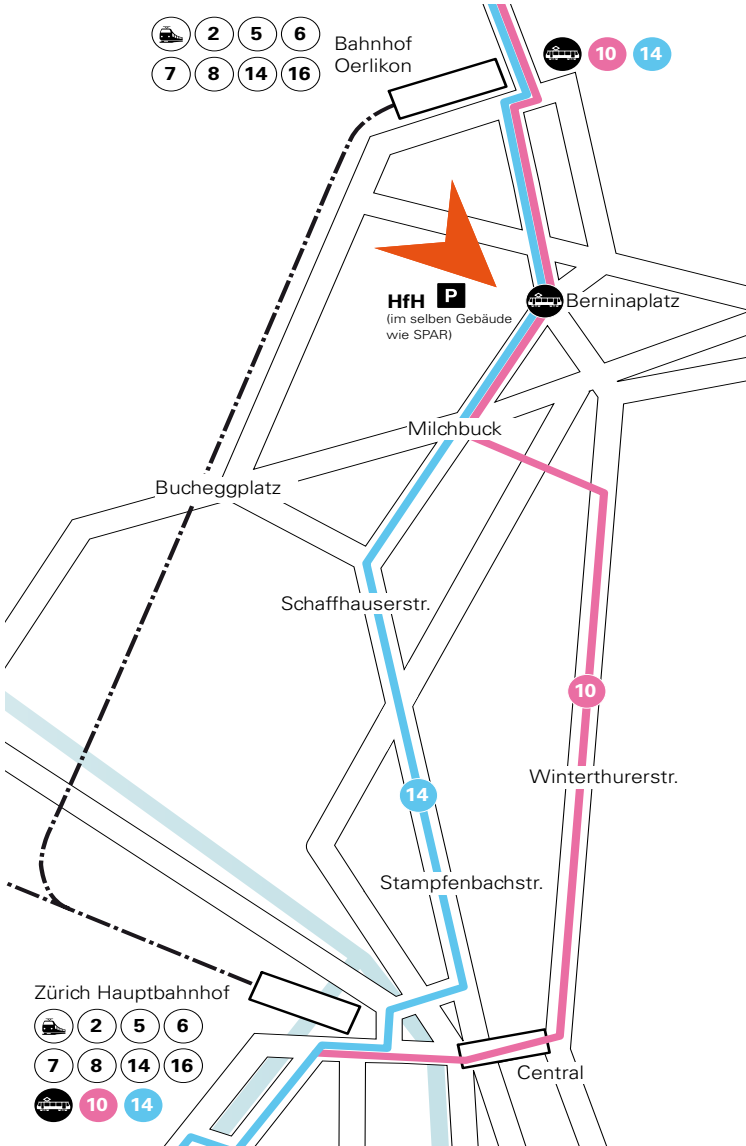 2 5 6
7 8 14 16
Bahnhof
Oerlikon
10 14
HfH P
(im selben Gebäude
wie SPAR)
Berninaplatz
Milchbuck
Bucheggplatz
Schaffhauserstr.
10
Winterthurerstr.
14
Stampfenbachstr.
Zürich Hauptbahnhof
2 5 6
7 8 14 16
10 14
Central